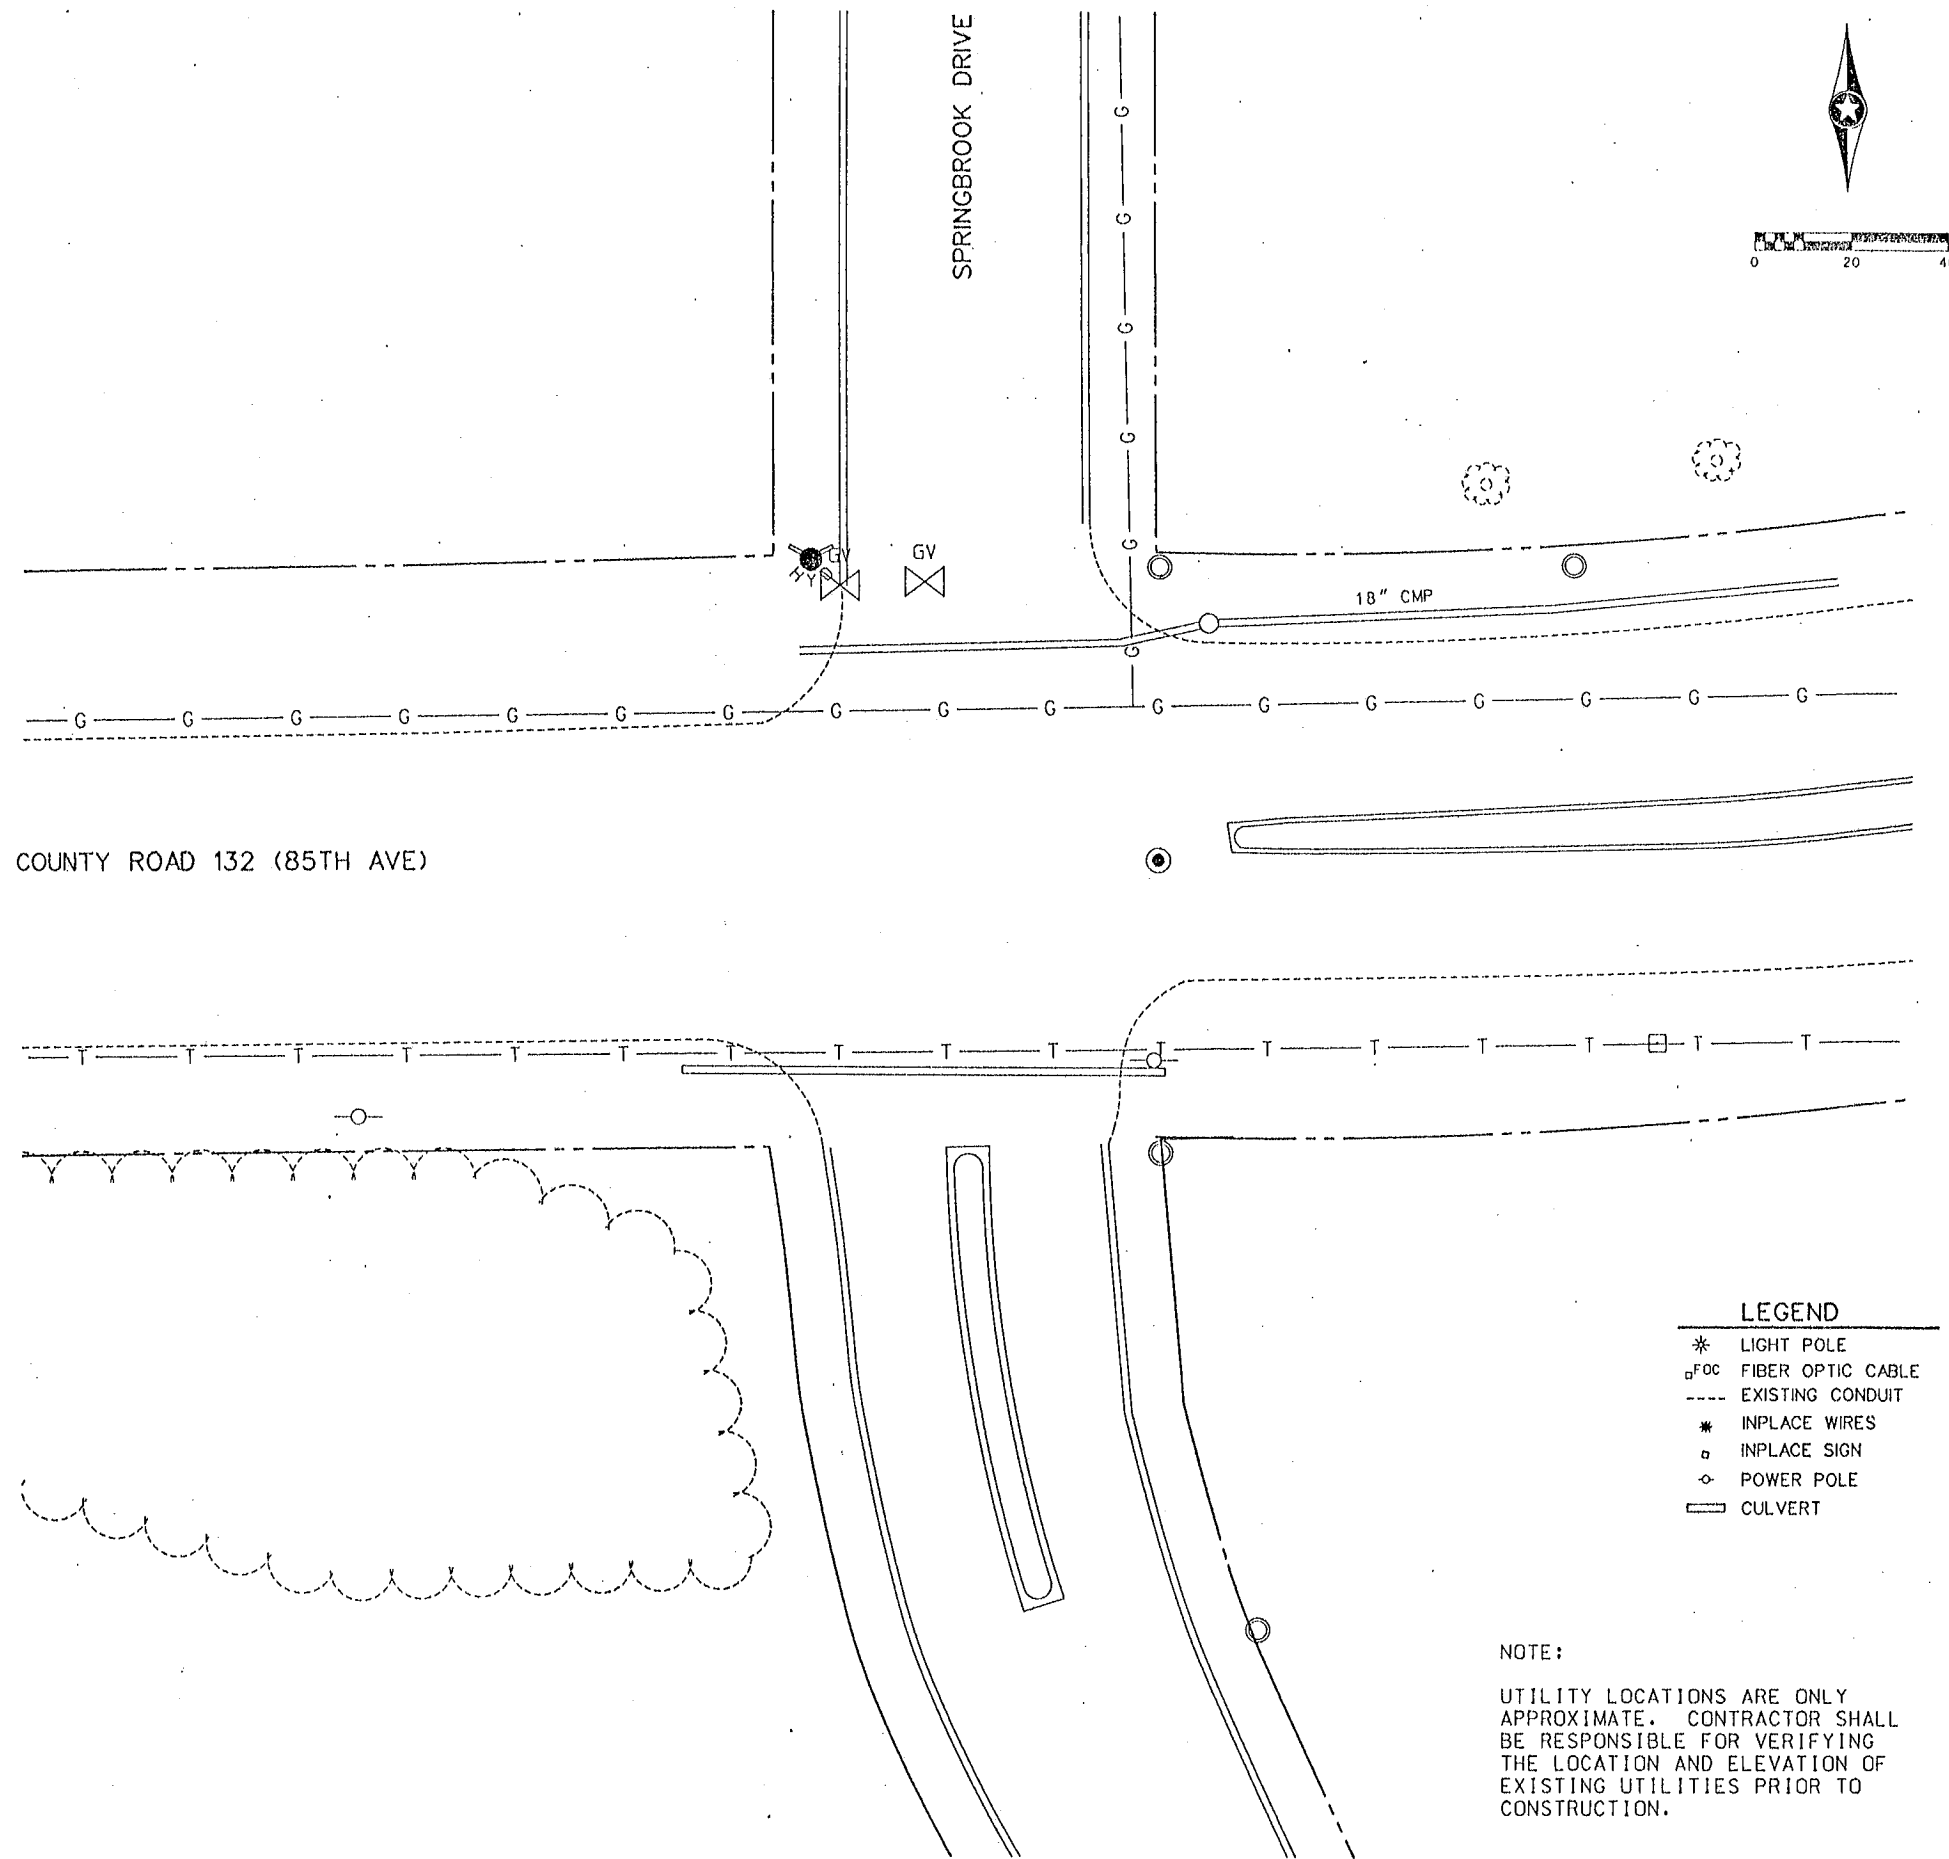 SPRINGBROOK DRIVE
G
G
G
G
G
G
0 20 4
GV GV
HYD
18" CMP
G G G G G G G G G G G G G G G G G
COUNTY ROAD 132 (85TH AVE)
T T T T T T T T T T T T T T T T T
LEGEND
LIGHT POLE
FOC FIBER OPTIC CABLE
EXISTING CONDUIT
INPLACE WIRES
INPLACE SIGN
POWER POLE
CULVERT
NOTE:
UTILITY LOCATIONS ARE ONLY
APPROXIMATE. CONTRACTOR SHALL
BE RESPONSIBLE FOR VERIFYING
THE LOCATION AND ELEVATION OF
EXISTING UTILITIES PRIOR TO
CONSTRUCTION.